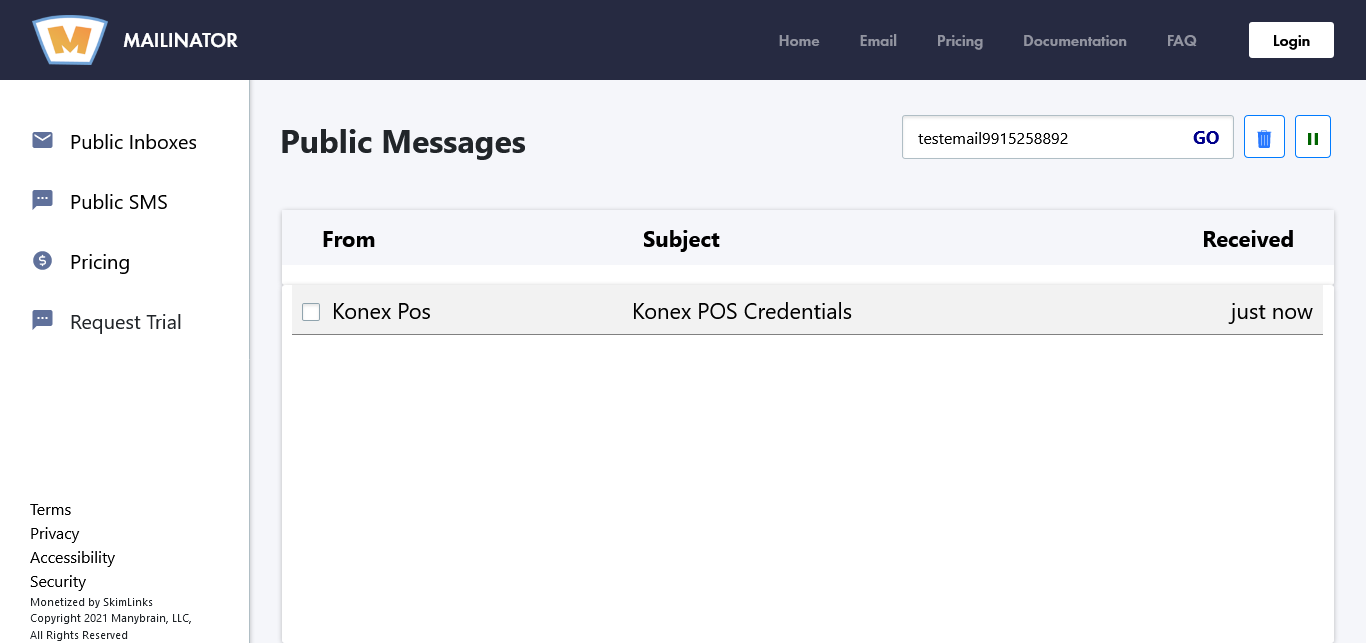 MAILINATOR
Home Email Pricing Documentation FAQ Login
Public Inboxes
Public SMS
Pricing
Request Trial
Terms
Privacy
Accessibility
Security
Monetized by SkimLinks
Copyright 2021 Manybrain, LLC,
All Rights Reserved
Public Messages
testemail9915258892 GO
From Subject Received
Konex Pos Konex POS Credentials just now